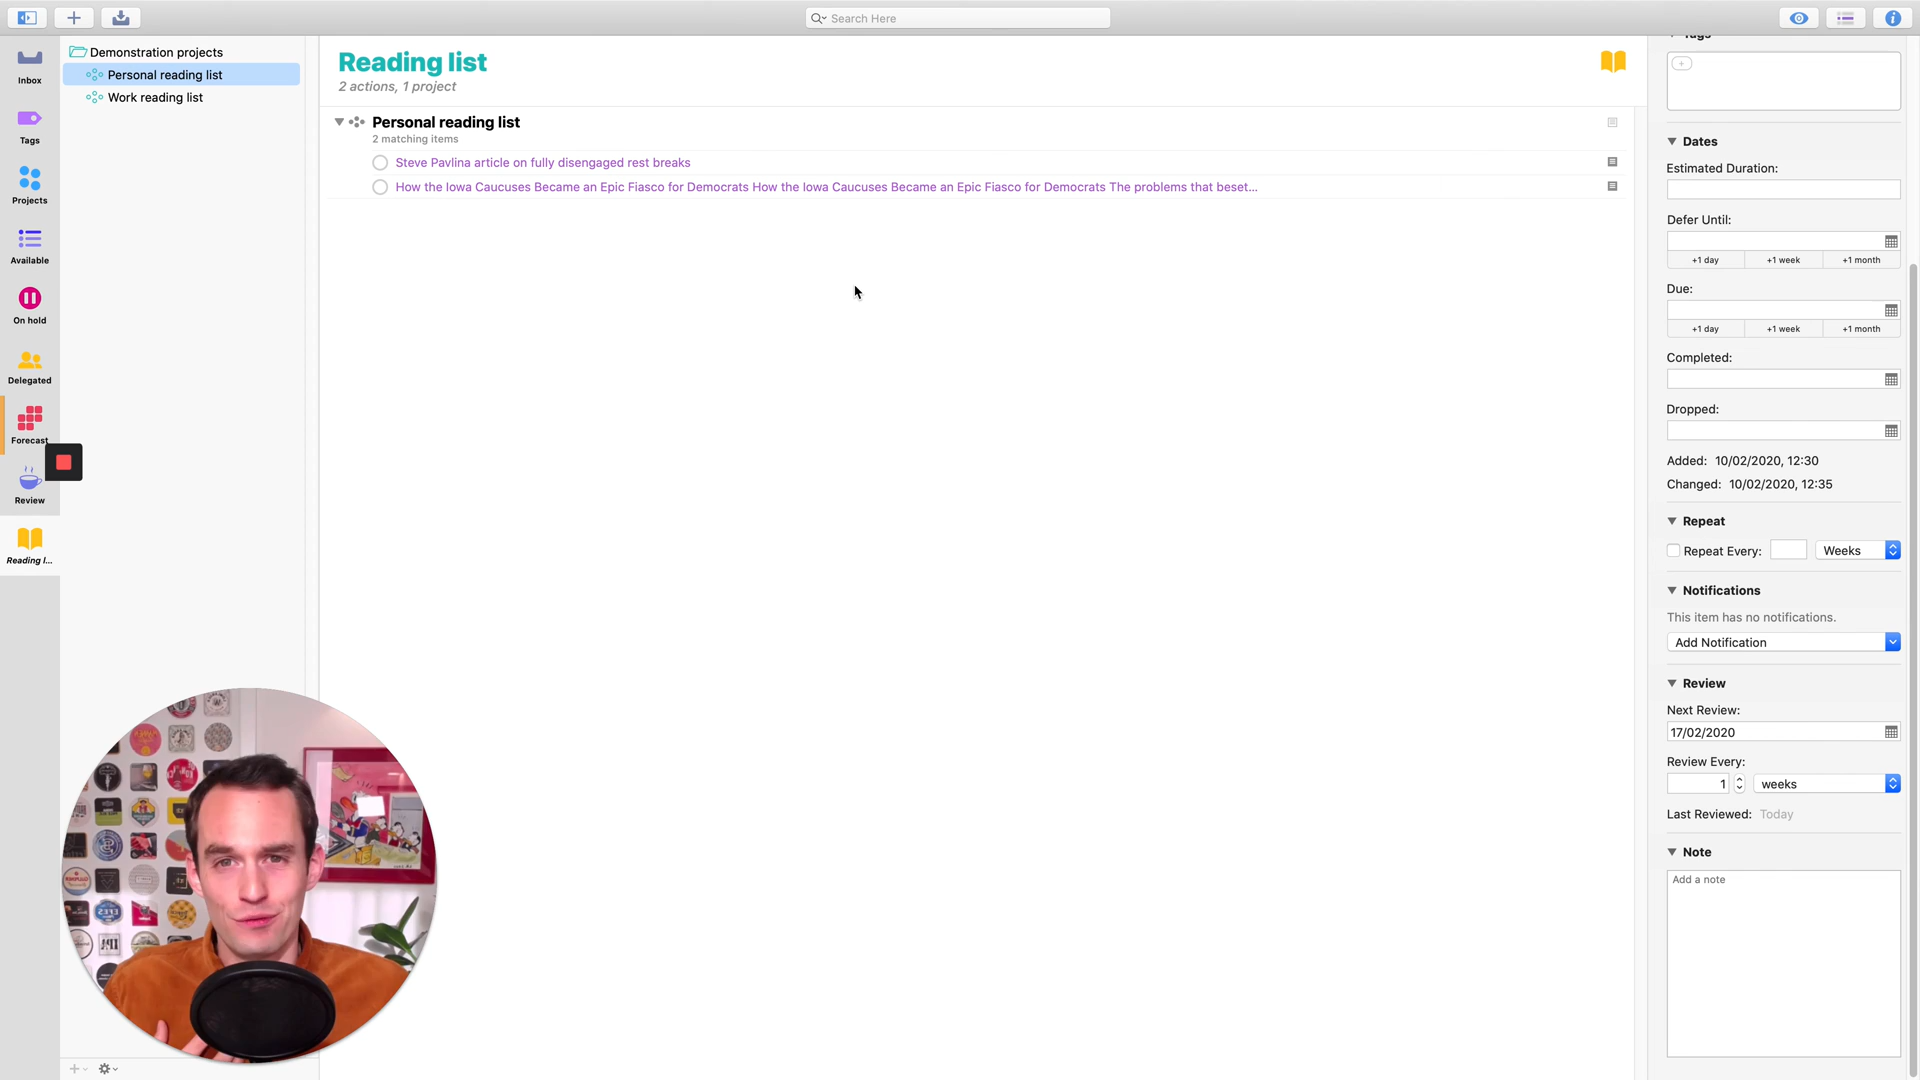 Search Here
Inbox
Tags
Projects
Available
On hold
Delegated
Forecast
Review
Reading l...
Demonstration projects
Personal reading list
Work reading list
Reading list
2 actions, 1 project
Personal reading list
2 matching items
Steve Pavlina article on fully disengaged rest breaks
How the Iowa Caucuses Became an Epic Fiasco for Democrats How the Iowa Caucuses Became an Epic Fiasco for Democrats The problems that beset...
Tags
Dates
Estimated Duration:
Defer Until:
+1 day +1 week +1 month
Due:
+1 day +1 week +1 month
Completed:
Dropped:
Added: 10/02/2020, 12:30
Changed: 10/02/2020, 12:35
Repeat
Repeat Every: Weeks
Notifications
This item has no notifications.
Add Notification
Review
Next Review:
17/02/2020
Review Every:
1 weeks
Last Reviewed: Today
Note
Add a note